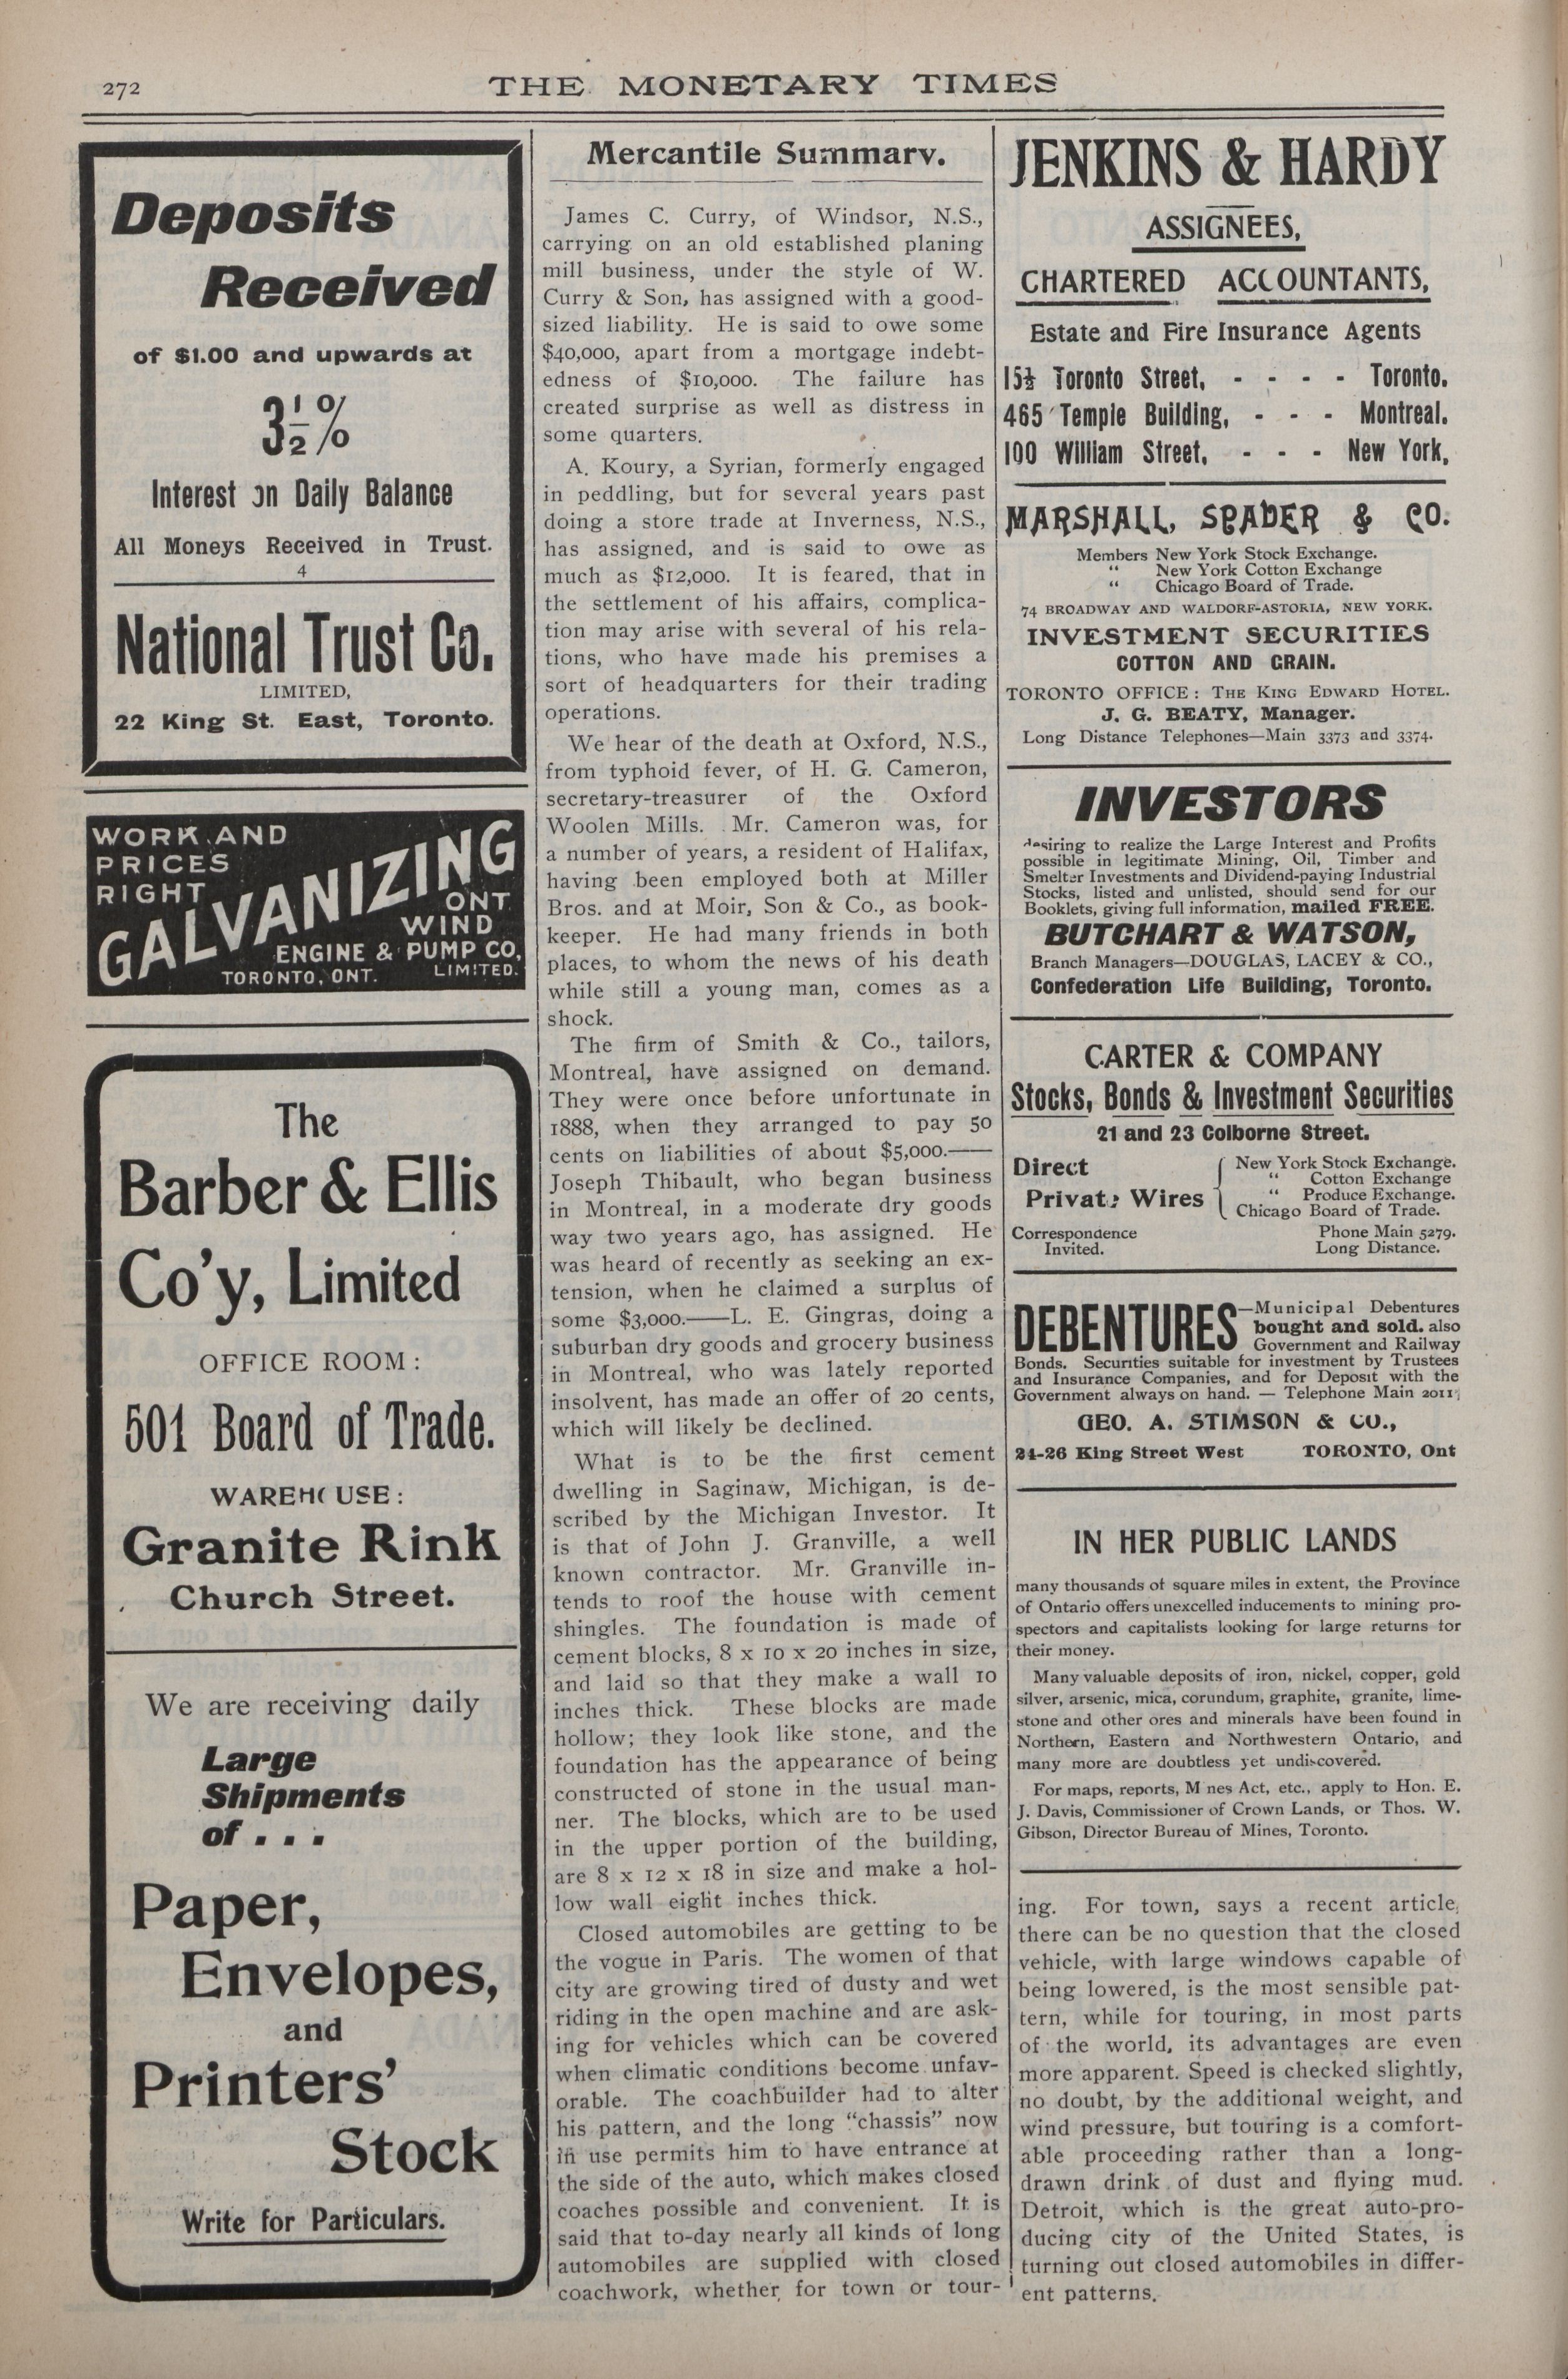 272
THE MONETARY TIMES
Deposits
Received
of $1.00 and upwards at
3½%
Interest on Daily Balance
All Moneys Received in Trust.
4
National Trust Co.
LIMITED,
22 King St. East, Toronto.
WORK AND
PRICES
RIGHT
GALVANIZING
ONT.
WIND
ENGINE & PUMP CO,
TORONTO, ONT. LIMITED.
The
Barber & Ellis
Co'y, Limited
OFFICE ROOM:
501 Board of Trade.
WAREHOUSE:
Granite Rink
Church Street.
We are receiving daily
Large
Shipments
of . . .
Paper,
Envelopes,
and
Printers'
Stock
Write for Particulars.
Mercantile Summary.
James C. Curry, of Windsor, N.S.,
carrying on an old established planing
mill business, under the style of W.
Curry & Son, has assigned with a good-
sized liability. He is said to owe some
$40,000, apart from a mortgage indebt-
edness of $10,000. The failure has
created surprise as well as distress in
some quarters.
A. Koury, a Syrian, formerly engaged
in peddling, but for several years past
doing a store trade at Inverness, N.S.,
has assigned, and is said to owe as
much as $12,000. It is feared, that in
the settlement of his affairs, complica-
tion may arise with several of his rela-
tions, who have made his premises a
sort of headquarters for their trading
operations.
We hear of the death at Oxford, N.S.,
from typhoid fever, of H. G. Cameron,
secretary-treasurer of the Oxford
Woolen Mills. Mr. Cameron was, for
a number of years, a resident of Halifax,
having been employed both at Miller
Bros. and at Moir, Son & Co., as book-
keeper. He had many friends in both
places, to whom the news of his death
while still a young man, comes as a
shock.
The firm of Smith & Co., tailors,
Montreal, have assigned on demand.
They were once before unfortunate in
1888, when they arranged to pay 50
cents on liabilities of about $5,000.——
Joseph Thibault, who began business
in Montreal, in a moderate dry goods
way two years ago, has assigned. He
was heard of recently as seeking an ex-
tension, when he claimed a surplus of
some $3,000.——L. E. Gingras, doing a
suburban dry goods and grocery business
in Montreal, who was lately reported
insolvent, has made an offer of 20 cents,
which will likely be declined.
What is to be the first cement
dwelling in Saginaw, Michigan, is de-
scribed by the Michigan Investor. It
is that of John J. Granville, a well
known contractor. Mr. Granville in-
tends to roof the house with cement
shingles. The foundation is made of
cement blocks, 8 x 10 x 20 inches in size,
and laid so that they make a wall 10
inches thick. These blocks are made
hollow; they look like stone, and the
foundation has the appearance of being
constructed of stone in the usual man-
ner. The blocks, which are to be used
in the upper portion of the building,
are 8 x 12 x 18 in size and make a hol-
low wall eight inches thick.
Closed automobiles are getting to be
the vogue in Paris. The women of that
city are growing tired of dusty and wet
riding in the open machine and are ask-
ing for vehicles which can be covered
when climatic conditions become unfav-
orable. The coachbuilder had to alter
his pattern, and the long "chassis" now
in use permits him to have entrance at
the side of the auto, which makes closed
coaches possible and convenient. It is
said that to-day nearly all kinds of long
automobiles are supplied with closed
coachwork, whether for town or tour-
JENKINS & HARDY
ASSIGNEES,
CHARTERED ACCOUNTANTS,
Estate and Fire Insurance Agents
15½ Toronto Street, - - - - Toronto.
465 Temple Building, - - - Montreal.
100 William Street, - - - New York.
MARSHALL, SPADER & CO.
Members New York Stock Exchange.
" New York Cotton Exchange
" Chicago Board of Trade.
74 BROADWAY AND WALDORF-ASTORIA, NEW YORK.
INVESTMENT SECURITIES
COTTON AND GRAIN.
TORONTO OFFICE: THE KING EDWARD HOTEL.
J. G. BEATY, Manager.
Long Distance Telephones—Main 3373 and 3374.
INVESTORS
desiring to realize the Large Interest and Profits
possible in legitimate Mining, Oil, Timber and
Smelter Investments and Dividend-paying Industrial
Stocks, listed and unlisted, should send for our
Booklets, giving full information, mailed FREE.
BUTCHART & WATSON,
Branch Managers—DOUGLAS, LACEY & CO.,
Confederation Life Building, Toronto.
CARTER & COMPANY
Stocks, Bonds & Investment Securities
21 and 23 Colborne Street.
Direct
Private Wires
New York Stock Exchange.
" Cotton Exchange
" Produce Exchange.
Chicago Board of Trade.
Correspondence Phone Main 5279.
Invited. Long Distance.
DEBENTURES—Municipal Debentures
bought and sold. also
Government and Railway
Bonds. Securities suitable for investment by Trustees
and Insurance Companies, and for Deposit with the
Government always on hand. — Telephone Main 2011
GEO. A. STIMSON & CO.,
24-26 King Street West TORONTO, Ont
IN HER PUBLIC LANDS
many thousands of square miles in extent, the Province
of Ontario offers unexcelled inducements to mining pro-
spectors and capitalists looking for large returns for
their money.
Many valuable deposits of iron, nickel, copper, gold
silver, arsenic, mica, corundum, graphite, granite, lime-
stone and other ores and minerals have been found in
Northern, Eastern and Northwestern Ontario, and
many more are doubtless yet undiscovered.
For maps, reports, Mines Act, etc., apply to Hon. E.
J. Davis, Commissioner of Crown Lands, or Thos. W.
Gibson, Director Bureau of Mines, Toronto.
ing. For town, says a recent article,
there can be no question that the closed
vehicle, with large windows capable of
being lowered, is the most sensible pat-
tern, while for touring, in most parts
of the world, its advantages are even
more apparent. Speed is checked slightly,
no doubt, by the additional weight, and
wind pressure, but touring is a comfort-
able proceeding rather than a long-
drawn drink of dust and flying mud.
Detroit, which is the great auto-pro-
ducing city of the United States, is
turning out closed automobiles in differ-
ent patterns.